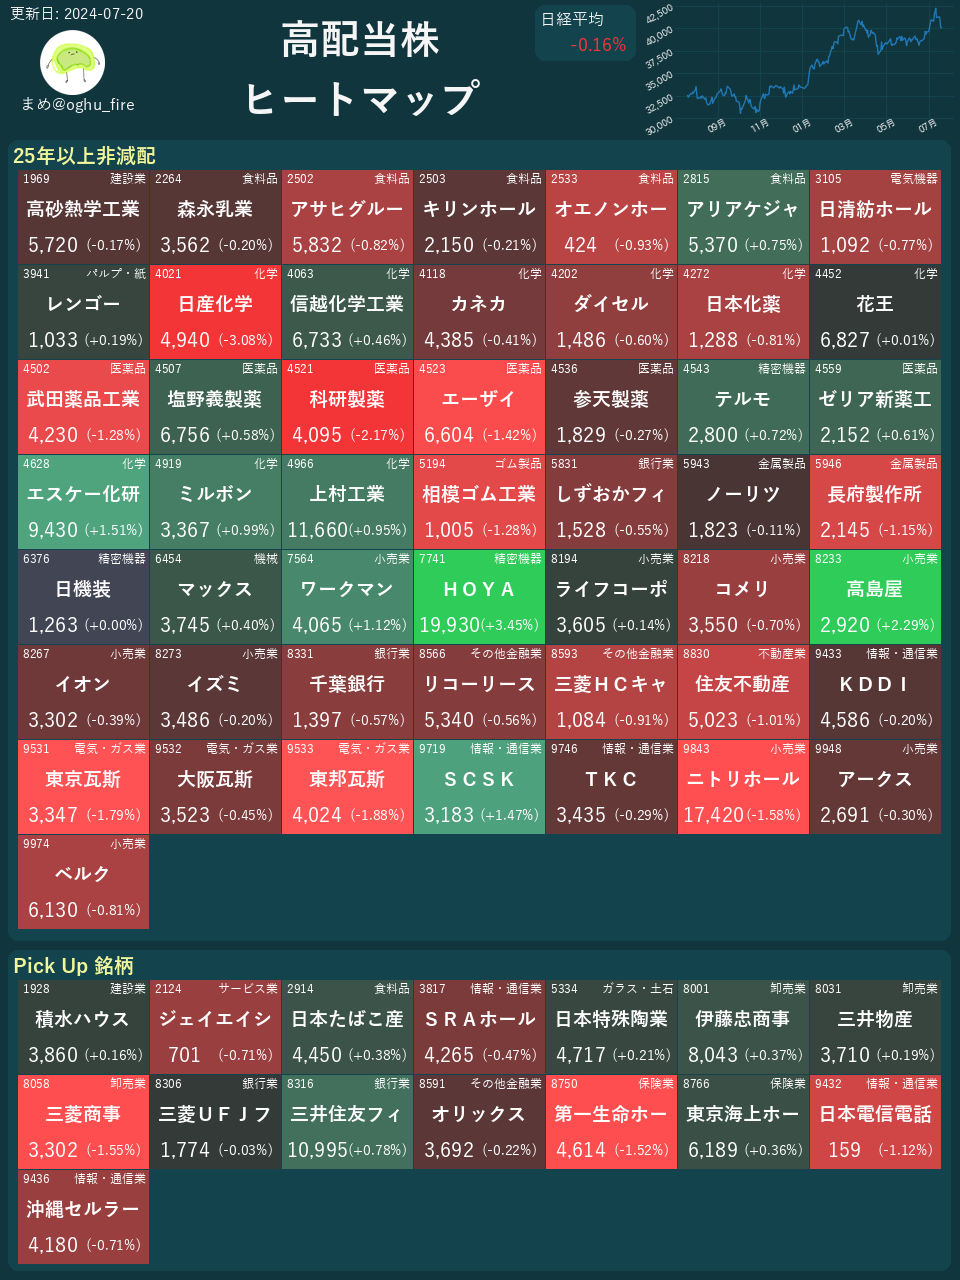 更新日: 2024-07-20
まめ@oghu_fire
高配当株
ヒートマップ
日経平均
-0.16%
42,500
40,000
37,500
35,000
32,500
30,000
09月 11月 01月 03月 05月 07月
25年以上非減配
1969 建設業 2264 食料品 2502 食料品 2503 食料品 2533 食料品 2815 食料品 3105 電気機器
高砂熱学工業 森永乳業 アサヒグルー キリンホール オエノンホー アリアケジャ 日清紡ホール
5,720 (-0.17%) 3,562 (-0.20%) 5,832 (-0.82%) 2,150 (-0.21%) 424 (-0.93%) 5,370 (+0.75%) 1,092 (-0.77%)
3941 パルプ・紙 4021 化学 4063 化学 4118 化学 4202 化学 4272 化学 4452 化学
レンゴー 日産化学 信越化学工業 カネカ ダイセル 日本化薬 花王
1,033 (+0.19%) 4,940 (-3.08%) 6,733 (+0.46%) 4,385 (-0.41%) 1,486 (-0.60%) 1,288 (-0.81%) 6,827 (+0.01%)
4502 医薬品 4507 医薬品 4521 医薬品 4523 医薬品 4536 医薬品 4543 精密機器 4559 医薬品
武田薬品工業 塩野義製薬 科研製薬 エーザイ 参天製薬 テルモ ゼリア新薬工
4,230 (-1.28%) 6,756 (+0.58%) 4,095 (-2.17%) 6,604 (-1.42%) 1,829 (-0.27%) 2,800 (+0.72%) 2,152 (+0.61%)
4628 化学 4919 化学 4966 化学 5194 ゴム製品 5831 銀行業 5943 金属製品 5946 金属製品
エスケー化研 ミルボン 上村工業 相模ゴム工業 しずおかフィ ノーリツ 長府製作所
9,430 (+1.51%) 3,367 (+0.99%) 11,660(+0.95%) 1,005 (-1.28%) 1,528 (-0.55%) 1,823 (-0.11%) 2,145 (-1.15%)
6376 精密機器 6454 機械 7564 小売業 7741 精密機器 8194 小売業 8218 小売業 8233 小売業
日機装 マックス ワークマン ＨＯＹＡ ライフコーポ コメリ 高島屋
1,263 (+0.00%) 3,745 (+0.40%) 4,065 (+1.12%) 19,930(+3.45%) 3,605 (+0.14%) 3,550 (-0.70%) 2,920 (+2.29%)
8267 小売業 8273 小売業 8331 銀行業 8566 その他金融業 8593 その他金融業 8830 不動産業 9433 情報・通信業
イオン イズミ 千葉銀行 リコーリース 三菱ＨＣキャ 住友不動産 ＫＤＤＩ
3,302 (-0.39%) 3,486 (-0.20%) 1,397 (-0.57%) 5,340 (-0.56%) 1,084 (-0.91%) 5,023 (-1.01%) 4,586 (-0.20%)
9531 電気・ガス業 9532 電気・ガス業 9533 電気・ガス業 9719 情報・通信業 9746 情報・通信業 9843 小売業 9948 小売業
東京瓦斯 大阪瓦斯 東邦瓦斯 ＳＣＳＫ ＴＫＣ ニトリホール アークス
3,347 (-1.79%) 3,523 (-0.45%) 4,024 (-1.88%) 3,183 (+1.47%) 3,435 (-0.29%) 17,420(-1.58%) 2,691 (-0.30%)
9974 小売業
ベルク
6,130 (-0.81%)
Pick Up 銘柄
1928 建設業 2124 サービス業 2914 食料品 3817 情報・通信業 5334 ガラス・土石 8001 卸売業 8031 卸売業
積水ハウス ジェイエイシ 日本たばこ産 ＳＲＡホール 日本特殊陶業 伊藤忠商事 三井物産
3,860 (+0.16%) 701 (-0.71%) 4,450 (+0.38%) 4,265 (-0.47%) 4,717 (+0.21%) 8,043 (+0.37%) 3,710 (+0.19%)
8058 卸売業 8306 銀行業 8316 銀行業 8591 その他金融業 8750 保険業 8766 保険業 9432 情報・通信業
三菱商事 三菱ＵＦＪフ 三井住友フィ オリックス 第一生命ホー 東京海上ホー 日本電信電話
3,302 (-1.55%) 1,774 (-0.03%) 10,995(+0.78%) 3,692 (-0.22%) 4,614 (-1.52%) 6,189 (+0.36%) 159 (-1.12%)
9436 情報・通信業
沖縄セルラー
4,180 (-0.71%)